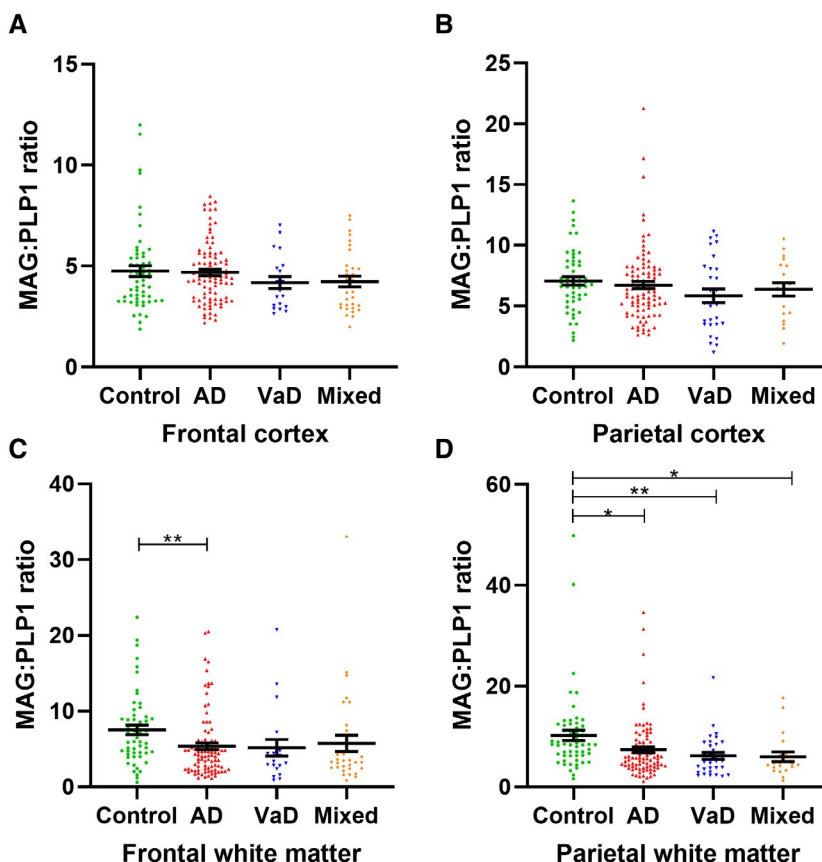 A
MAG:PLP1 ratio
15
10
5
0
Control AD VaD Mixed
Frontal cortex
B
MAG:PLP1 ratio
25
20
15
10
5
0
Control AD VaD Mixed
Parietal cortex
C
MAG:PLP1 ratio
40
30
20
10
0
**
Control AD VaD Mixed
Frontal white matter
D
MAG:PLP1 ratio
60
40
20
0
*
**
*
Control AD VaD Mixed
Parietal white matter